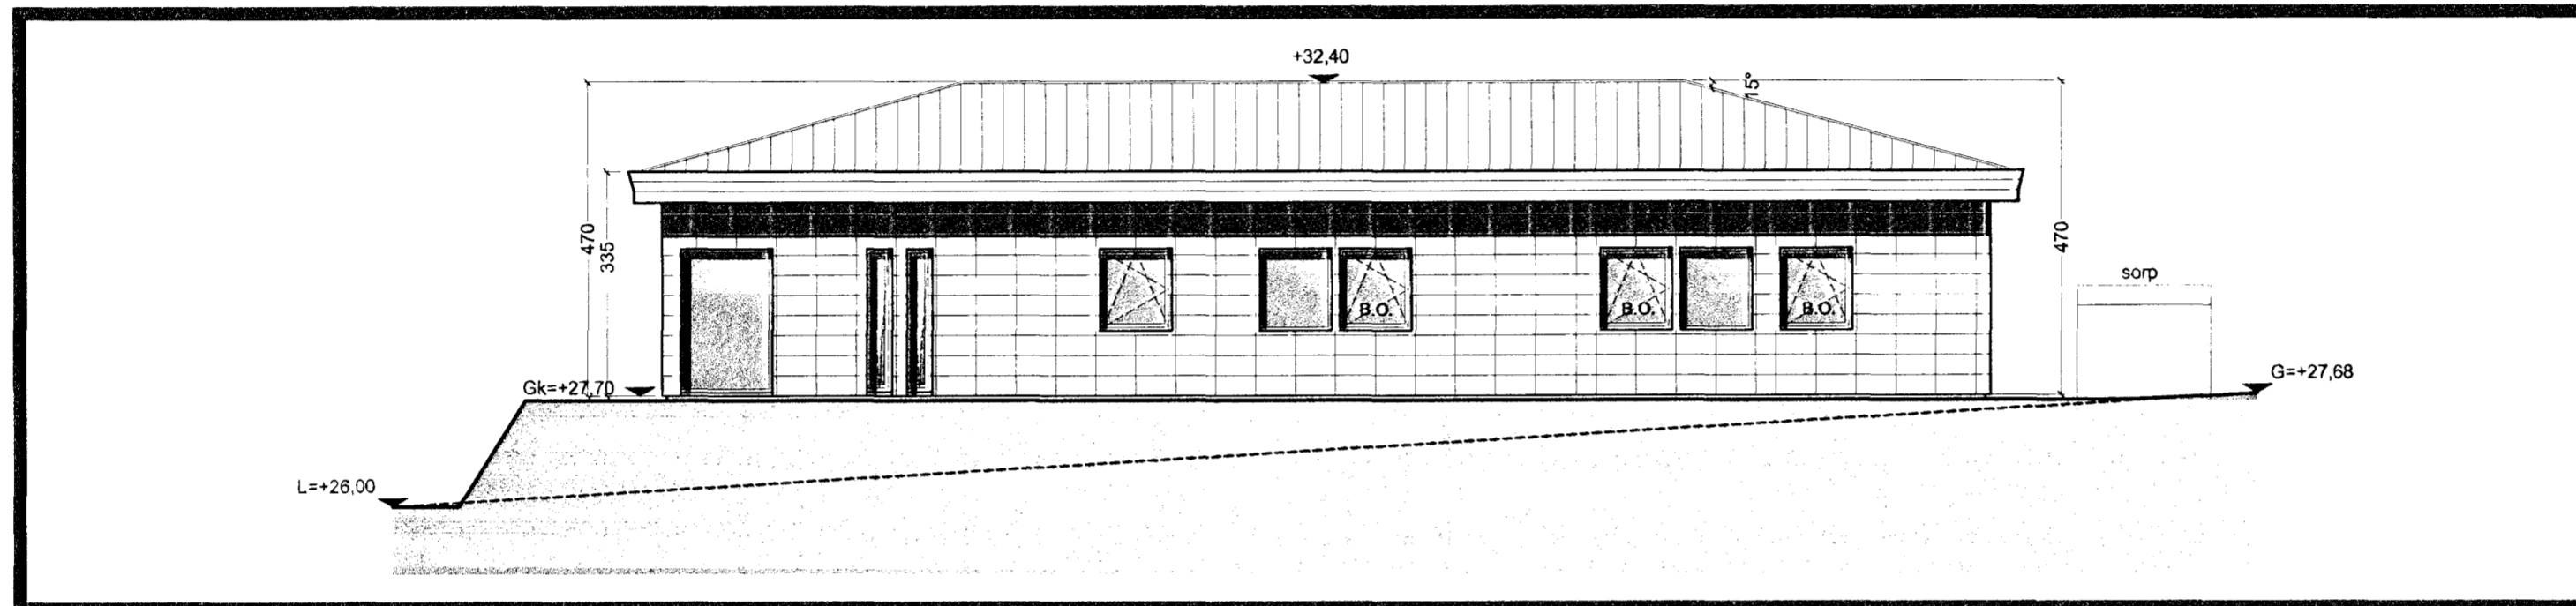 +32,40
15°
470
335
470
sorp
B.O.
B.O.
B.O.
Gk=+27,70
G=+27,68
L=+26,00